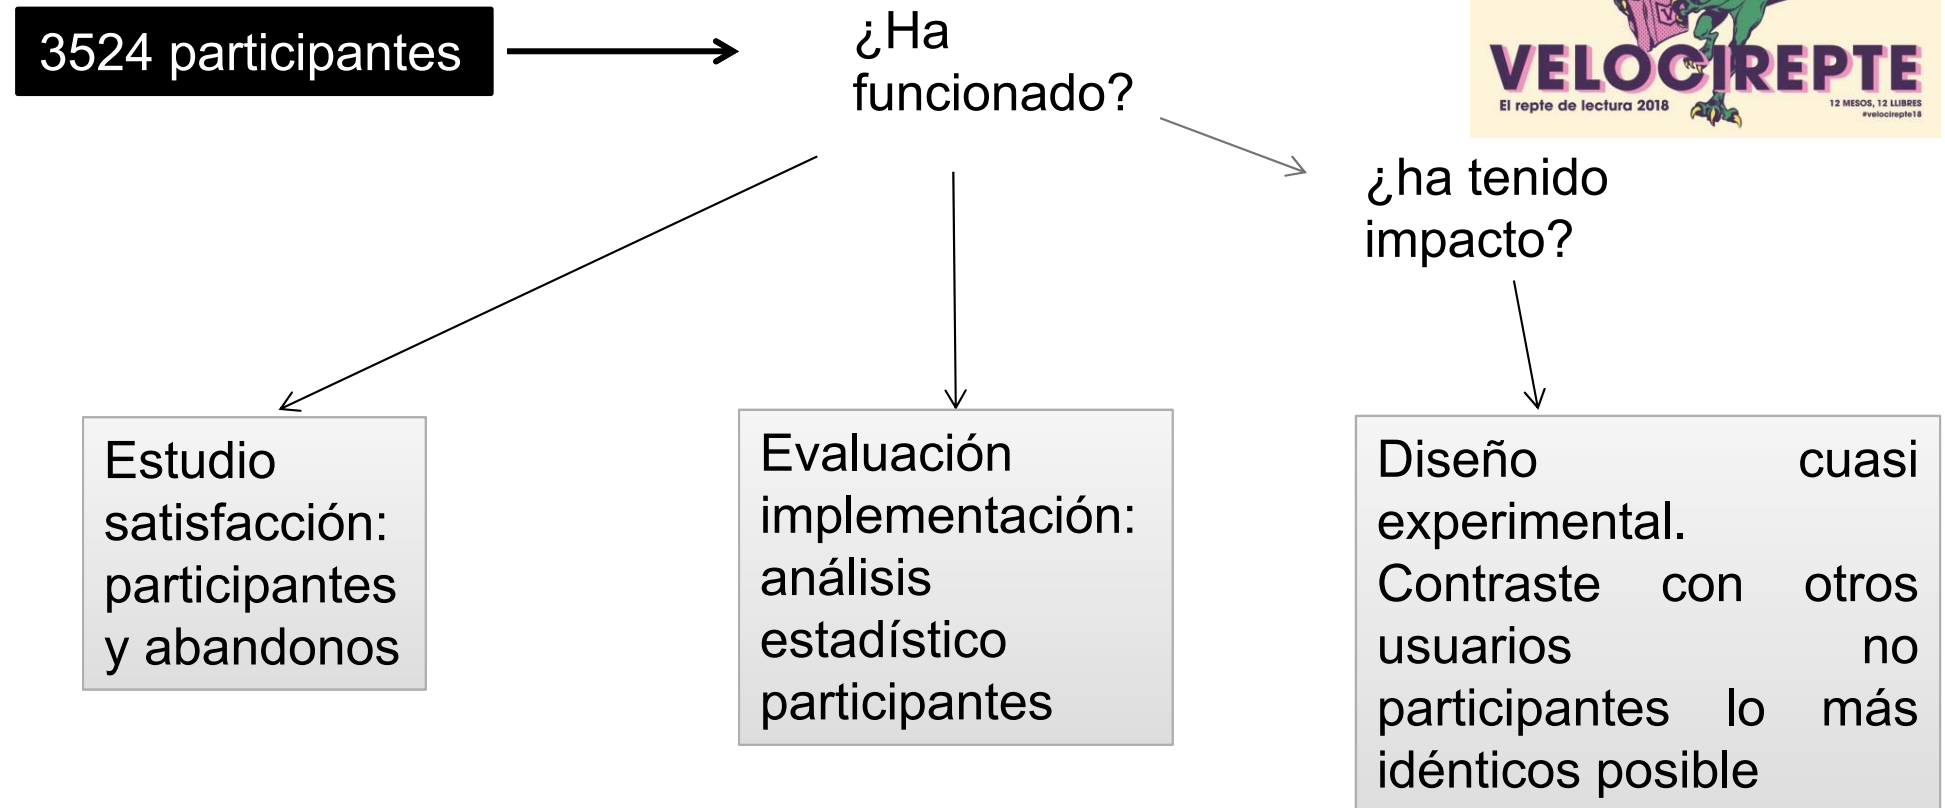 3524 participantes
¿Ha
funcionado?
VELOCIREPTE
El repte de lectura 2018
12 MESOS, 12 LLIBRES
#velocirepte18
¿ha tenido
impacto?
Estudio
satisfacción:
participantes
y abandonos
Evaluación
implementación:
análisis
estadístico
participantes
Diseño cuasi
experimental.
Contraste con otros
usuarios no
participantes lo más
idénticos posible